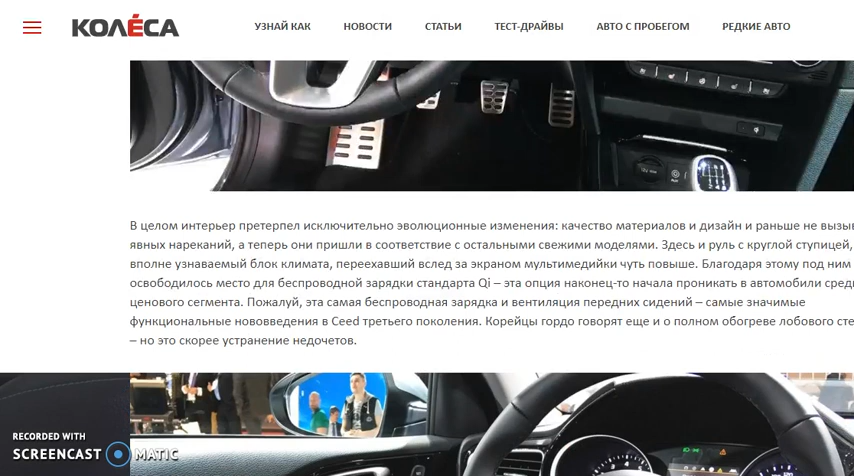 КОЛЁСА УЗНАЙ КАК НОВОСТИ СТАТЬИ ТЕСТ-ДРАЙВЫ АВТО С ПРОБЕГОМ РЕДКИЕ АВТО
В целом интерьер претерпел исключительно эволюционные изменения: качество материалов и дизайн и раньше не вызыв
явных нареканий, а теперь они пришли в соответствие с остальными свежими моделями. Здесь и руль с круглой ступицей,
вполне узнаваемый блок климата, переехавший вслед за экраном мультимедийки чуть повыше. Благодаря этому под ним
освободилось место для беспроводной зарядки стандарта Qi – эта опция наконец-то начала проникать в автомобили сред
ценового сегмента. Пожалуй, эта самая беспроводная зарядка и вентиляция передних сидений – самые значимые
функциональные нововведения в Ceed третьего поколения. Корейцы гордо говорят еще и о полном обогреве лобового сте
– но это скорее устранение недочетов.
RECORDED WITH
SCREENCAST MATIC